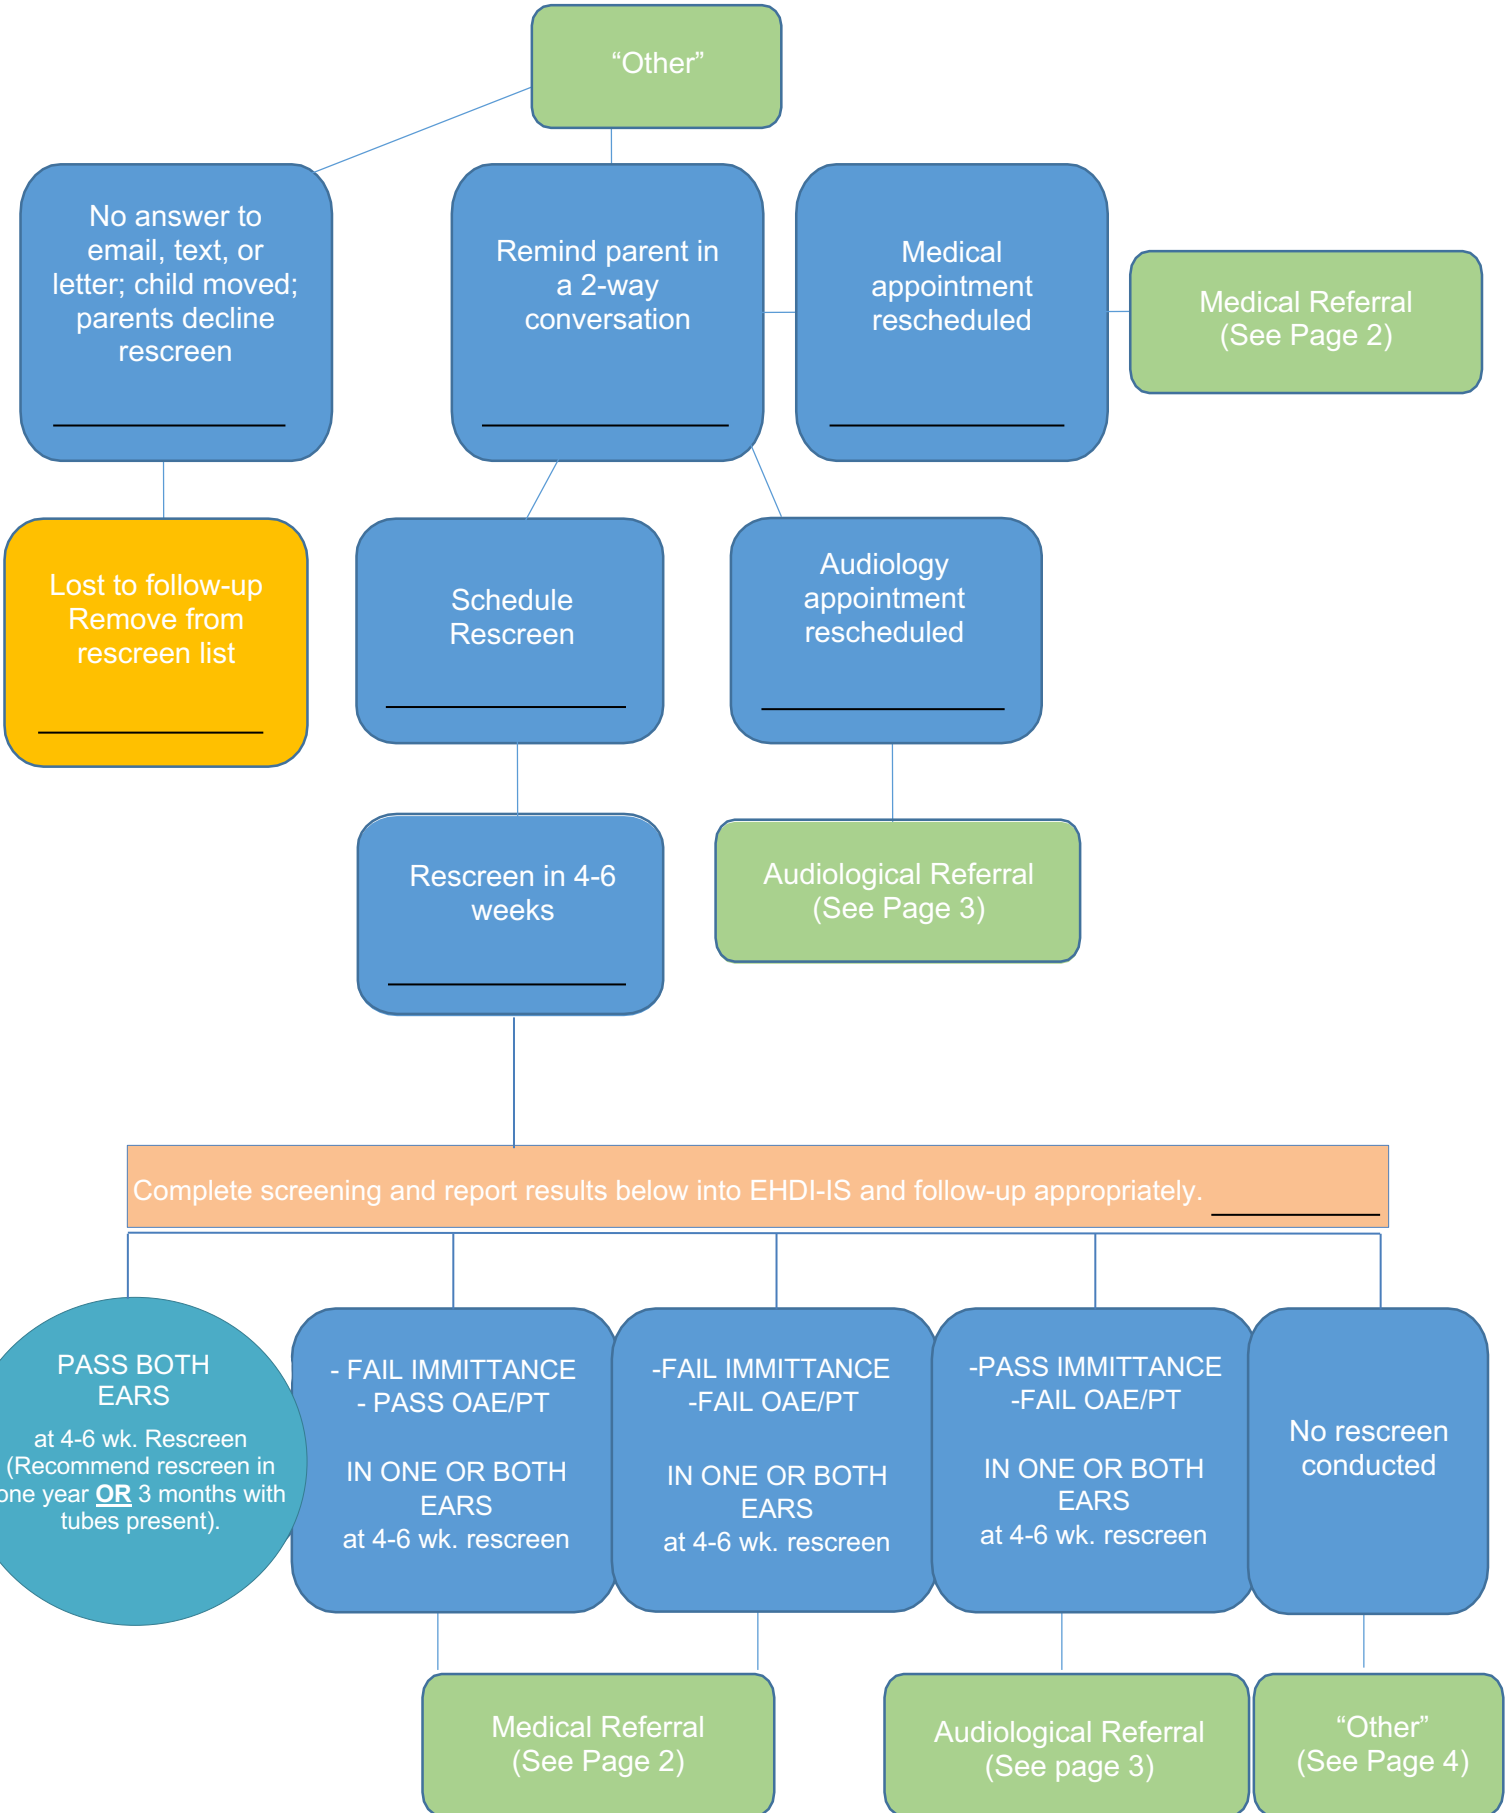 “Other”
No answer to
email, text, or
letter; child moved;
parents decline
rescreen
Remind parent in
a 2-way
conversation
Medical
appointment
rescheduled
Medical Referral
(See Page 2)
Lost to follow-up
Remove from
rescreen list
Schedule
Rescreen
Audiology
appointment
rescheduled
Rescreen in 4-6
weeks
Audiological Referral
(See Page 3)
Complete screening and report results below into EHDI-IS and follow-up appropriately.
PASS BOTH
EARS
at 4-6 wk. Rescreen
(Recommend rescreen in
one year OR 3 months with
tubes present).
- FAIL IMMITTANCE
- PASS OAE/PT
IN ONE OR BOTH
EARS
at 4-6 wk. rescreen
-FAIL IMMITTANCE
-FAIL OAE/PT
IN ONE OR BOTH
EARS
at 4-6 wk. rescreen
-PASS IMMITTANCE
-FAIL OAE/PT
IN ONE OR BOTH
EARS
at 4-6 wk. rescreen
No rescreen
conducted
Medical Referral
(See Page 2)
Audiological Referral
(See page 3)
“Other”
(See Page 4)